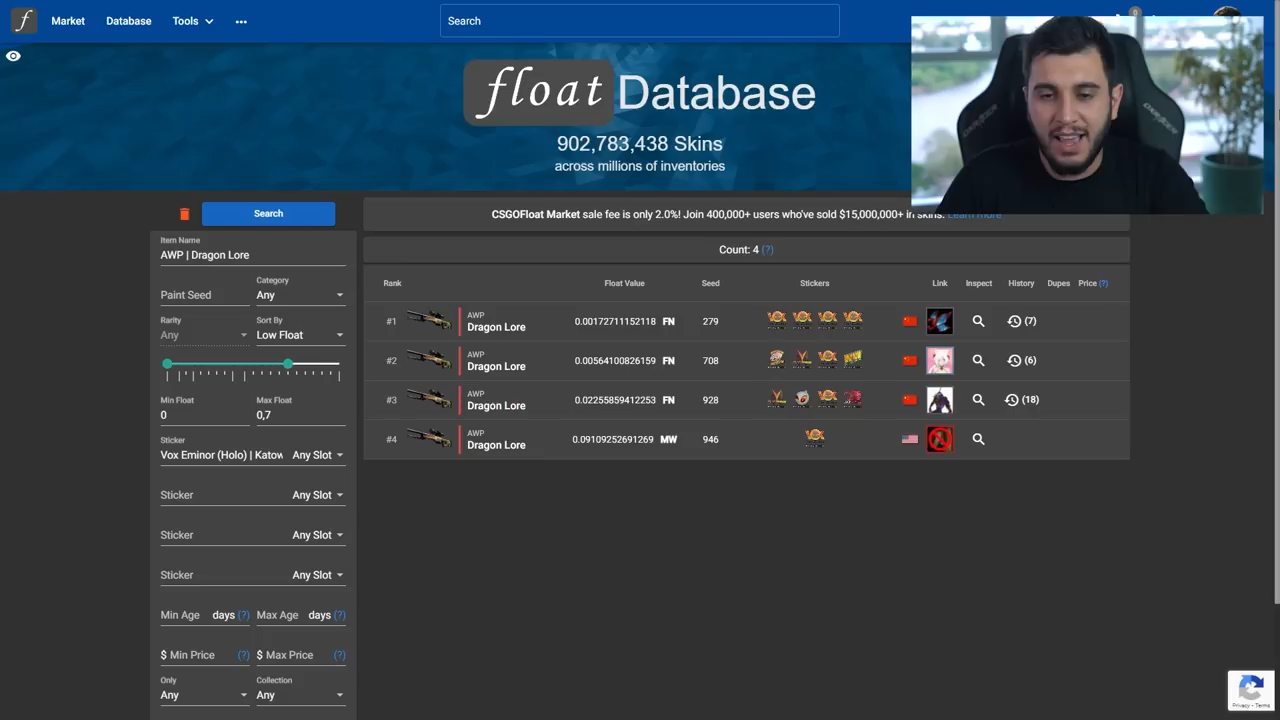 f Market Database Tools ••• Search 0
float Database
902,783,438 Skins
across millions of inventories
Search
CSGOFloat Market sale fee is only 2.0%! Join 400,000+ users who've sold $15,000,000+ in skins. Learn more
Item Name
AWP | Dragon Lore
Count: 4 (?)
Paint Seed
Category
Any
Rarity
Any
Sort By
Low Float
Min Float
0
Max Float
0,7
Sticker
Vox Eminor (Holo) | Katow Any Slot
Sticker Any Slot
Sticker Any Slot
Sticker Any Slot
Min Age days (?) Max Age days (?)
$ Min Price (?) $ Max Price (?)
Only
Any
Collection
Any
Rank Float Value Seed Stickers Link Inspect History Dupes Price (?)
#1 AWP Dragon Lore 0.00172711152118 FN 279 (7)
#2 AWP Dragon Lore 0.00564100826159 FN 708 (6)
#3 AWP Dragon Lore 0.02255859412253 FN 928 (18)
#4 AWP Dragon Lore 0.09109252691269 MW 946
Privacy - Terms